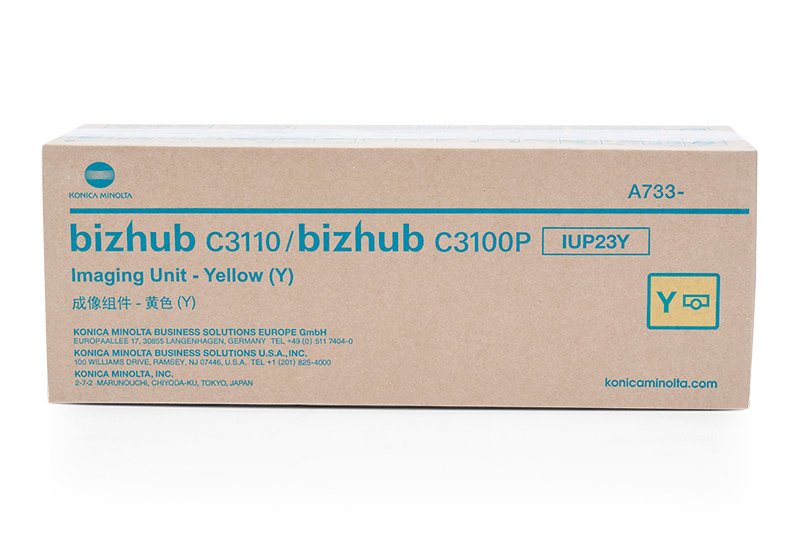 KONICA MINOLTA
A733-
bizhub C3110/bizhub C3100P IUP23Y
Imaging Unit - Yellow (Y)
成像组件 - 黄色 (Y)
Y
KONICA MINOLTA BUSINESS SOLUTIONS EUROPE GmbH
EUROPAALLEE 17, 30855 LANGENHAGEN, GERMANY TEL +49 (0) 511 7404-0
KONICA MINOLTA BUSINESS SOLUTIONS U.S.A., INC.
100 WILLIAMS DRIVE, RAMSEY, NJ 07446, U.S.A. TEL +1 (201) 825-4000
KONICA MINOLTA, INC.
2-7-2 MARUNOUCHI, CHIYODA-KU, TOKYO, JAPAN
konicaminolta.com